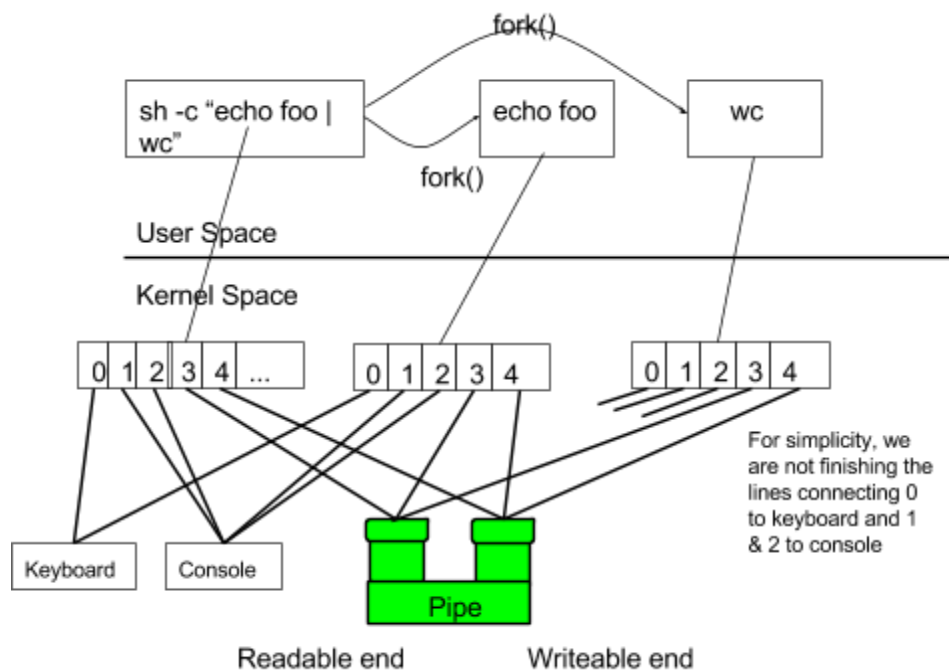 fork()
sh -c “echo foo |
wc”
echo foo
wc
fork()
User Space
Kernel Space
0 1 2 3 4 ...
0 1 2 3 4
0 1 2 3 4
For simplicity, we
are not finishing the
lines connecting 0
to keyboard and 1
& 2 to console
Keyboard
Console
Pipe
Readable end
Writeable end